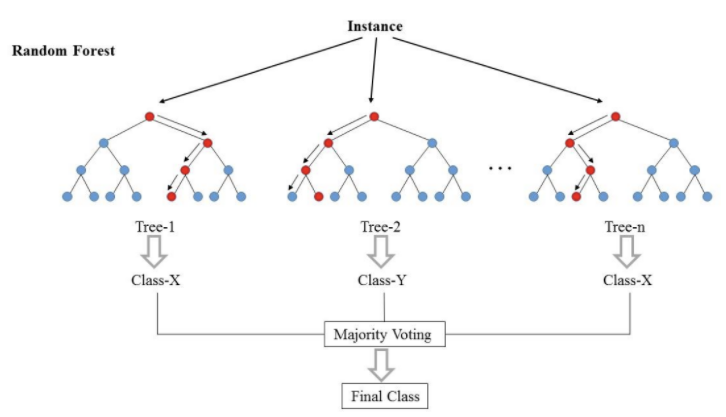 Instance
Random Forest
...
Tree-1
Tree-2
Tree-n
Class-X
Class-Y
Class-X
Majority Voting
Final Class